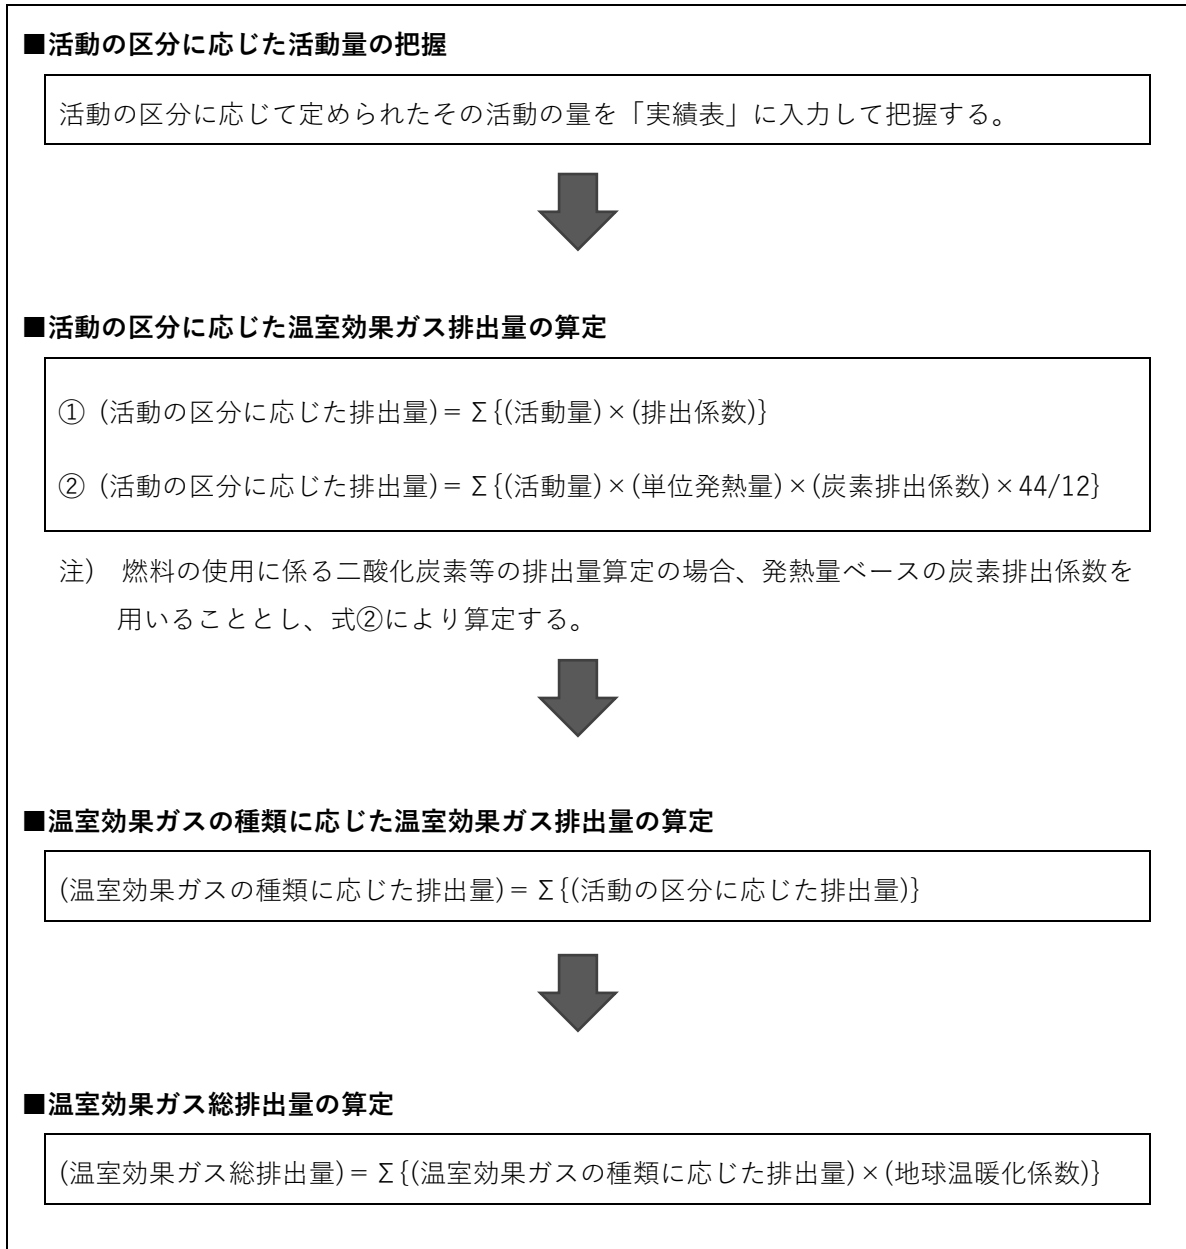 ■活動の区分に応じた活動量の把握
活動の区分に応じて定められたその活動の量を「実績表」に入力して把握する。
■活動の区分に応じた温室効果ガス排出量の算定
① (活動の区分に応じた排出量)=Σ{(活動量)×(排出係数)}
② (活動の区分に応じた排出量)=Σ{(活動量)×(単位発熱量)×(炭素排出係数)×44/12}
注) 燃料の使用に係る二酸化炭素等の排出量算定の場合、発熱量ベースの炭素排出係数を
用いることとし、式②により算定する。
■温室効果ガスの種類に応じた温室効果ガス排出量の算定
(温室効果ガスの種類に応じた排出量)=Σ{(活動の区分に応じた排出量)}
■温室効果ガス総排出量の算定
(温室効果ガス総排出量)=Σ{(温室効果ガスの種類に応じた排出量)×(地球温暖化係数)}